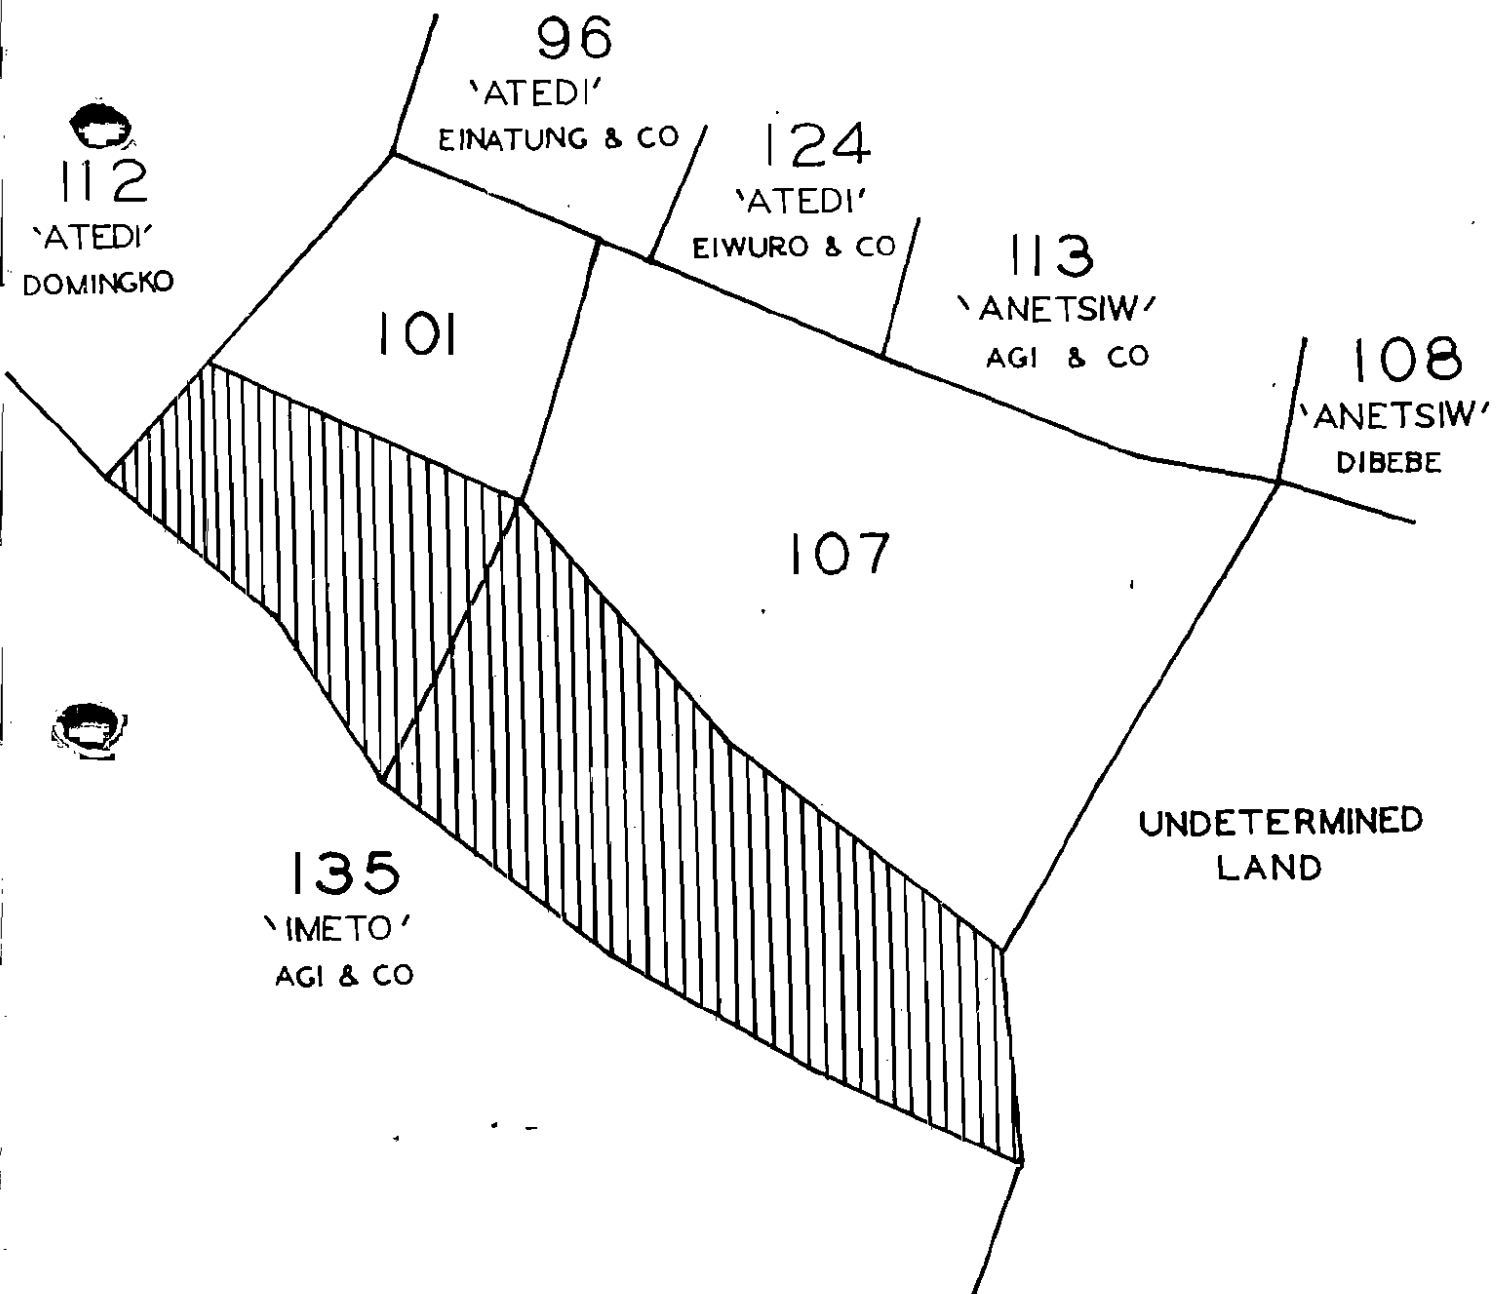 96
'ATEDI'
EINATUNG & CO
124
'ATEDI'
EIWURO & CO
112
'ATEDI'
DOMINGKO
113
'ANETSIW'
AGI & CO
101
108
'ANETSIW'
DIBEBE
107
UNDETERMINED
LAND
135
'IMETO'
AGI & CO